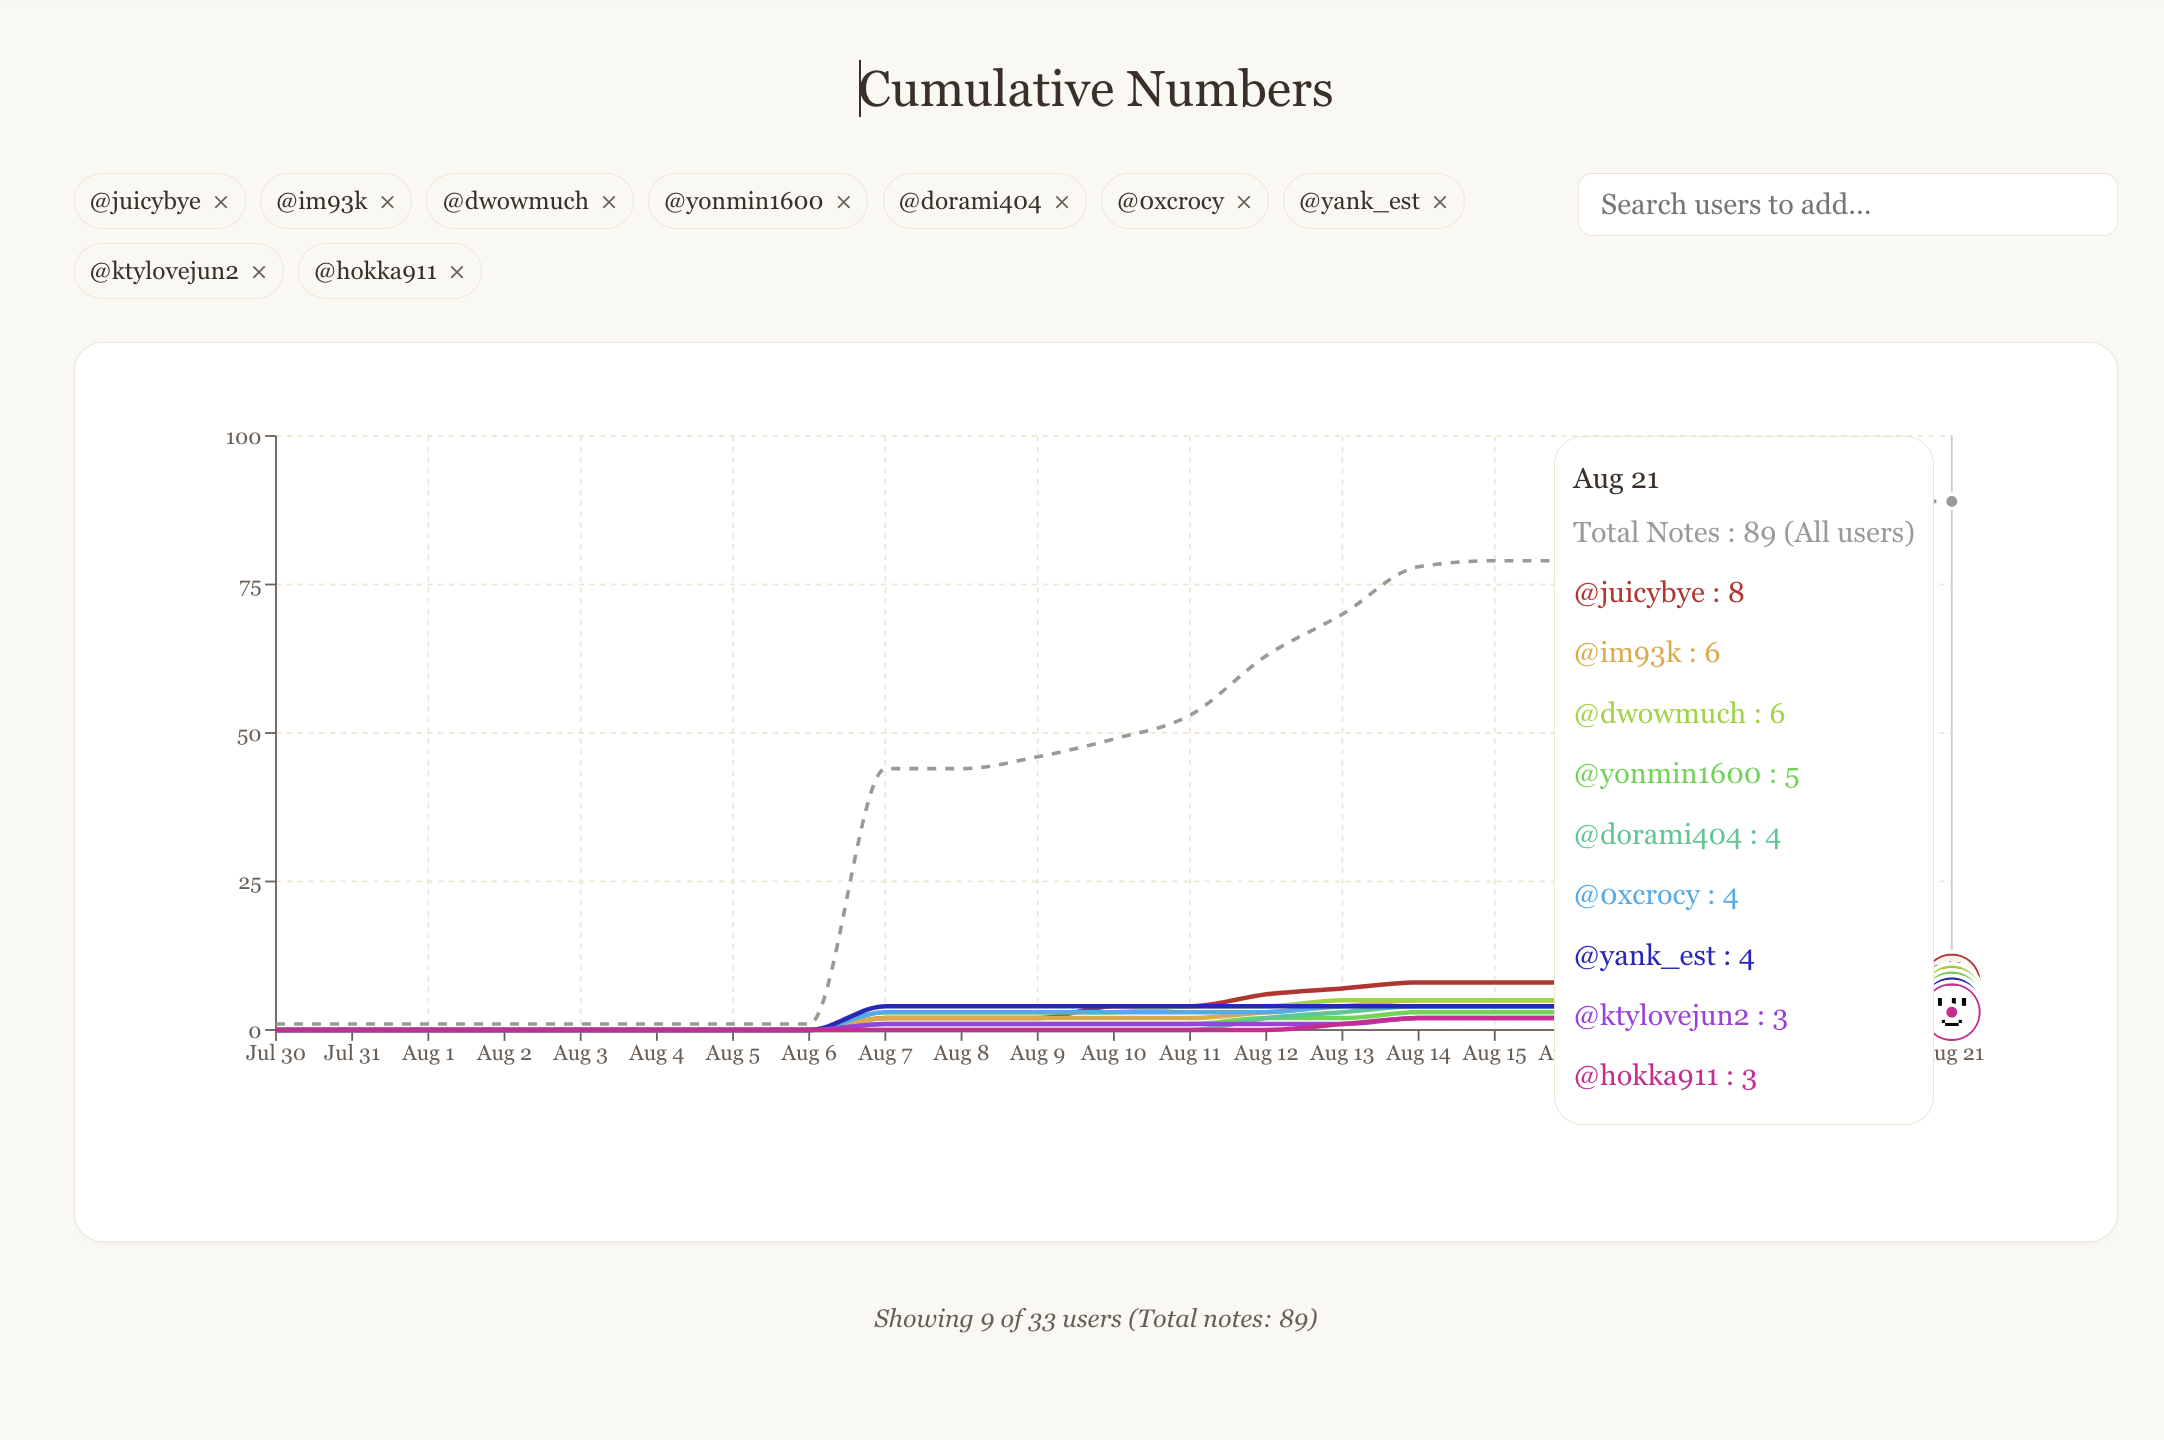 Cumulative Numbers
@juicybye × @im93k × @dwowmuch × @yonmin1600 × @dorami404 × @0xcrocy × @yank_est ×
Search users to add...
@ktylovejun2 × @hokka911 ×
100
75
50
25
0
Jul 30 Jul 31 Aug 1 Aug 2 Aug 3 Aug 4 Aug 5 Aug 6 Aug 7 Aug 8 Aug 9 Aug 10 Aug 11 Aug 12 Aug 13 Aug 14 Aug 15 A ug 21
Aug 21
Total Notes : 89 (All users)
@juicybye : 8
@im93k : 6
@dwowmuch : 6
@yonmin1600 : 5
@dorami404 : 4
@0xcrocy : 4
@yank_est : 4
@ktylovejun2 : 3
@hokka911 : 3
Showing 9 of 33 users (Total notes: 89)